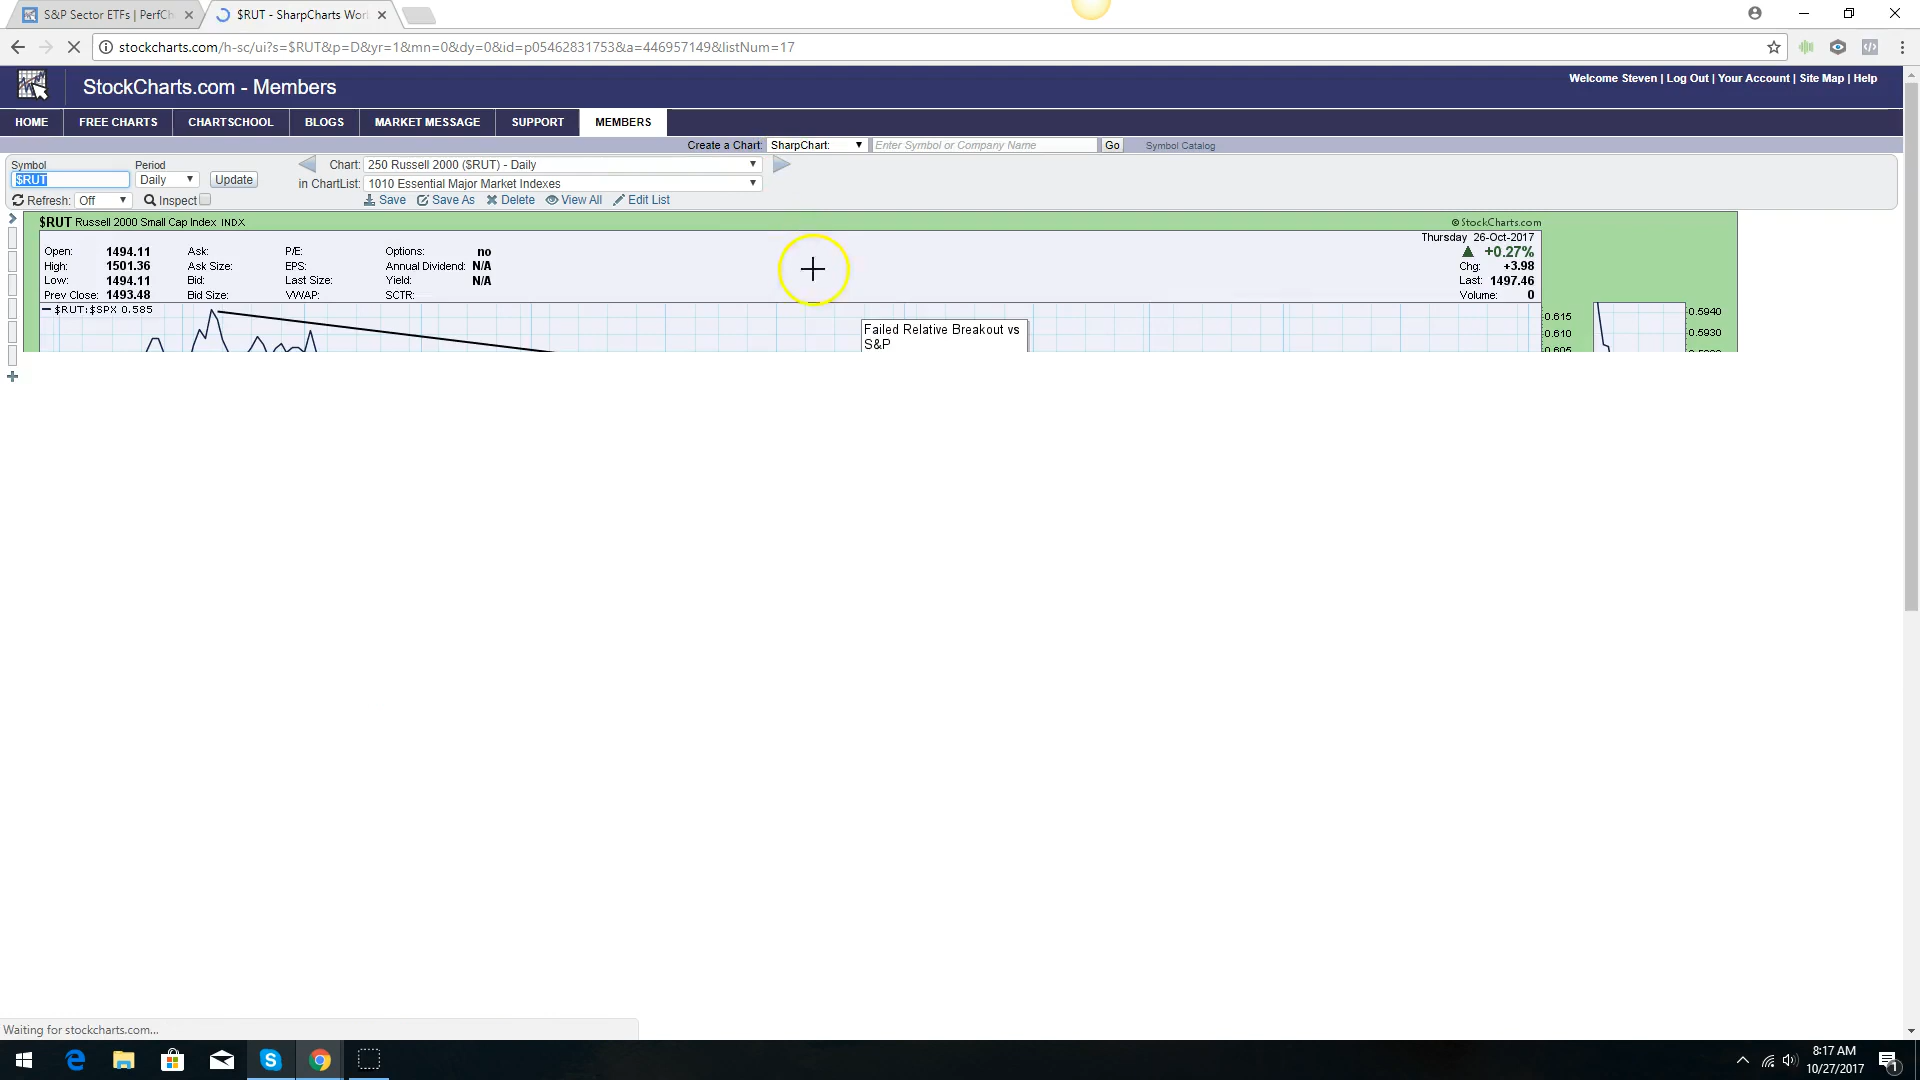 S&P Sector ETFs | PerfCh
$RUT - SharpCharts Wor
stockcharts.com/h-sc/ui?s=$RUT&p=D&yr=1&mn=0&dy=0&id=p05462831753&a=446957149&listNum=17
StockCharts.com - Members
Welcome Steven | Log Out | Your Account | Site Map | Help
HOME FREE CHARTS CHARTSCHOOL BLOGS MARKET MESSAGE SUPPORT MEMBERS
Create a Chart: SharpChart: Enter Symbol or Company Name Go Symbol Catalog
Symbol Period Chart: 250 Russell 2000 ($RUT) - Daily
$RUT Daily Update in ChartList: 1010 Essential Major Market Indexes
Refresh: Off Inspect Save Save As Delete View All Edit List
$RUT Russell 2000 Small Cap Index INDX © StockCharts.com
Thursday 26-Oct-2017
Open: 1494.11 Ask: P/E: Options: no +0.27%
High: 1501.36 Ask Size: EPS: Annual Dividend: N/A Chg: +3.98
Low: 1494.11 Bid: Last Size: Yield: N/A Last: 1497.46
Prev Close: 1493.48 Bid Size: VWAP: SCTR: Volume: 0
$RUT:$SPX 0.585
0.615
0.5940
Failed Relative Breakout vs
S&P
0.610
0.5930
0.605
Waiting for stockcharts.com...
8:17 AM
10/27/2017
1